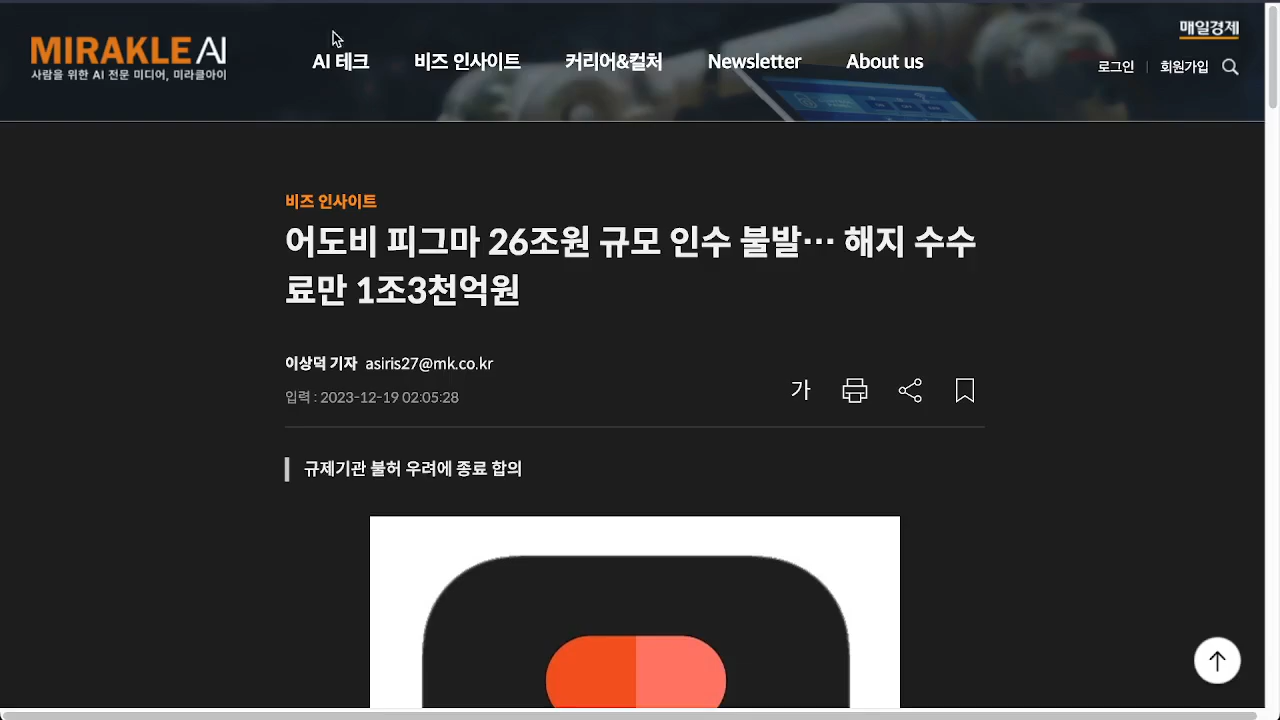 매일경제
MIRAKLE AI
사람을 위한 AI 전문 미디어, 미라클아이
AI 테크 비즈 인사이트 커리어&컬처 Newsletter About us
로그인 | 회원가입
비즈 인사이트
어도비 피그마 26조원 규모 인수 불발… 해지 수수
료만 1조3천억원
이상덕 기자 asiris27@mk.co.kr
입력 : 2023-12-19 02:05:28
가
규제기관 불허 우려에 종료 합의